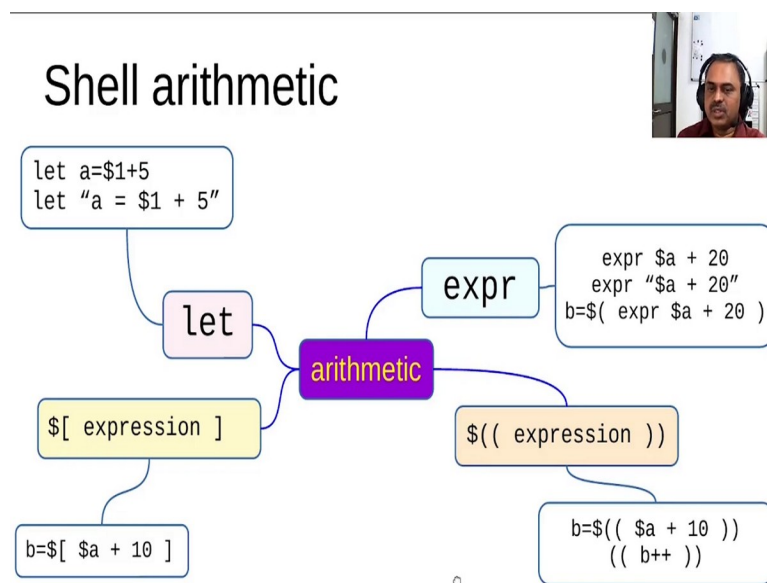 Shell arithmetic
let a=$1+5
let “a = $1 + 5”
expr
expr $a + 20
expr “$a + 20”
b=$( expr $a + 20 )
let
arithmetic
$[ expression ]
$(( expression ))
b=$[ $a + 10 ]
b=$(( $a + 10 ))
(( b++ ))